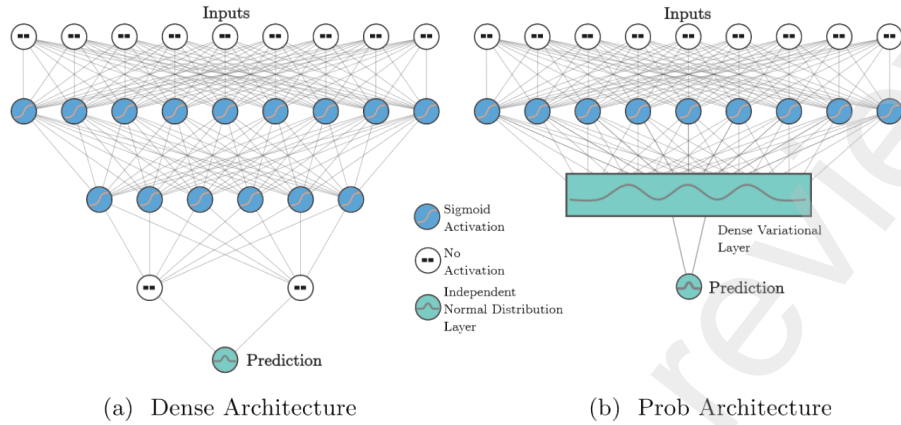 Inputs
Inputs
Sigmoid
Activation
No
Activation
Independent
Normal Distribution
Layer
Dense Variational
Layer
Prediction
Prediction
(a) Dense Architecture
(b) Prob Architecture
review